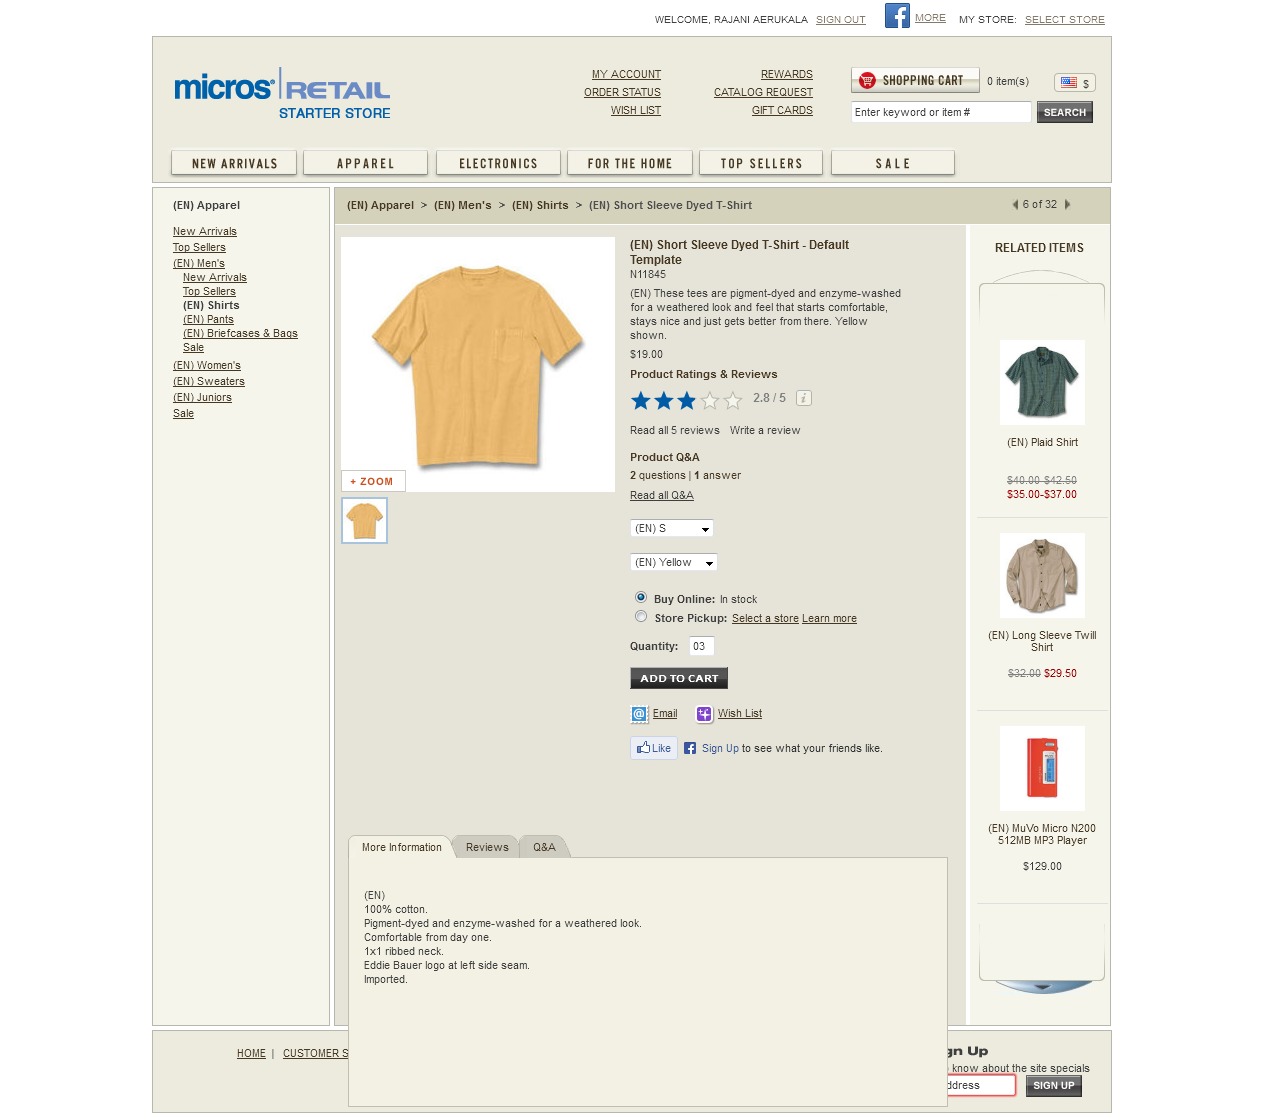 WELCOME, RAJANI AERUKALA SIGN OUT MORE MY STORE: SELECT STORE
micros RETAIL
STARTER STORE
MY ACCOUNT
ORDER STATUS
WISH LIST
REWARDS
CATALOG REQUEST
GIFT CARDS
SHOPPING CART 0 item(s) $
Enter keyword or item # SEARCH
NEW ARRIVALS APPAREL ELECTRONICS FOR THE HOME TOP SELLERS SALE
(EN) Apparel
New Arrivals
Top Sellers
(EN) Men's
New Arrivals
Top Sellers
(EN) Shirts
(EN) Pants
(EN) Briefcases & Bags
Sale
(EN) Women's
(EN) Sweaters
(EN) Juniors
Sale
(EN) Apparel > (EN) Men's > (EN) Shirts > (EN) Short Sleeve Dyed T-Shirt
6 of 32
+ ZOOM
(EN) Short Sleeve Dyed T-Shirt - Default
Template
N11845
(EN) These tees are pigment-dyed and enzyme-washed
for a weathered look and feel that starts comfortable,
stays nice and just gets better from there. Yellow
shown.
$19.00
Product Ratings & Reviews
2.8 / 5 i
Read all 5 reviews Write a review
Product Q&A
2 questions | 1 answer
Read all Q&A
(EN) S
(EN) Yellow
Buy Online: In stock
Store Pickup: Select a store Learn more
Quantity: 03
ADD TO CART
Email Wish List
Like Sign Up to see what your friends like.
RELATED ITEMS
(EN) Plaid Shirt
$40.00-$42.50
$35.00-$37.00
(EN) Long Sleeve Twill
Shirt
$32.00 $29.50
(EN) MuVo Micro N200
512MB MP3 Player
$129.00
More Information Reviews Q&A
(EN)
100% cotton.
Pigment-dyed and enzyme-washed for a weathered look.
Comfortable from day one.
1x1 ribbed neck.
Eddie Bauer logo at left side seam.
Imported.
HOME | CUSTOMER S
gn Up
know about the site specials
ddress SIGN UP